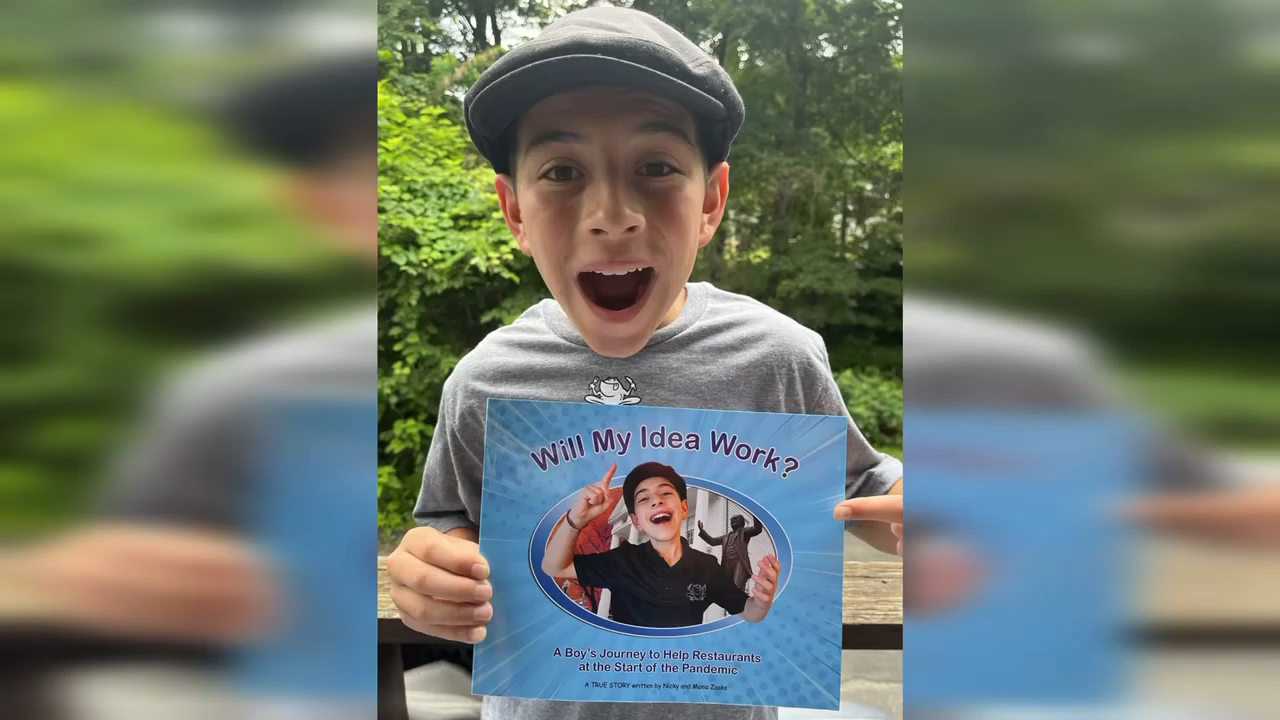 Will My Idea Work?
A Boy's Journey to Help Restaurants
at the Start of the Pandemic
A TRUE STORY written by Nicky and Mama Zooks